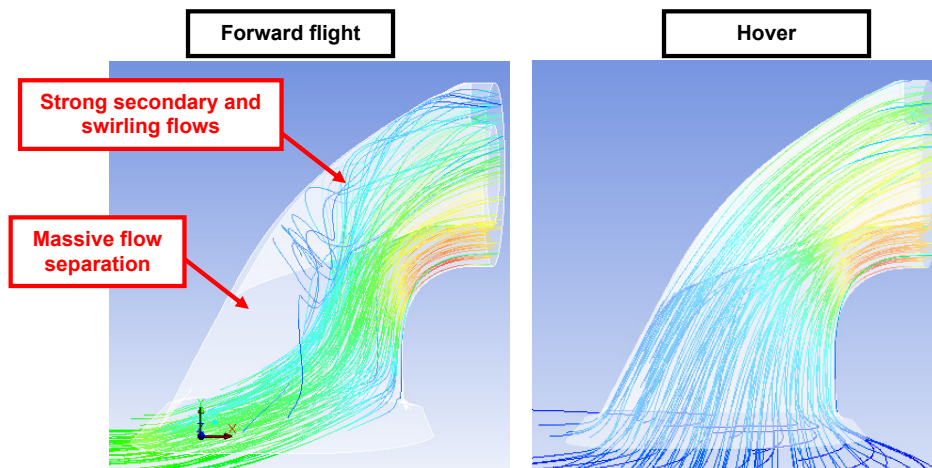 Forward flight
Hover
Strong secondary and
swirling flows
Massive flow
separation
Y
X